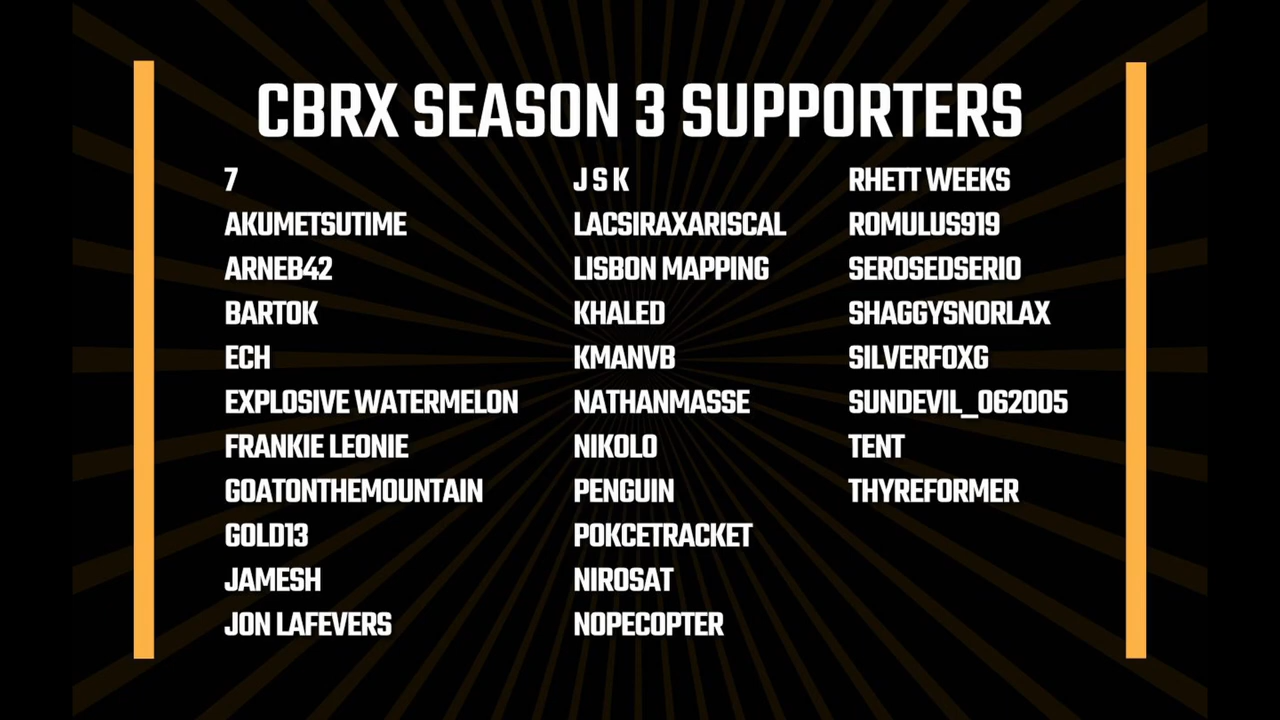 CBRX SEASON 3 SUPPORTERS
7
AKUMETSUTIME
ARNEB42
BARTOK
ECH
EXPLOSIVE WATERMELON
FRANKIE LEONIE
GOATONTHEMOUNTAIN
GOLD13
JAMESH
JON LAFEVERS
J S K
LACSIRAXARISCAL
LISBON MAPPING
KHALED
KMANVB
NATHANMASSE
NIKOLO
PENGUIN
POKCETRACKET
NIROSAT
NOPECOPTER
RHETT WEEKS
ROMULUS919
SEROSEDSERIO
SHAGGYSNORLAX
SILVERFOXG
SUNDEVIL_062005
TENT
THYREFORMER